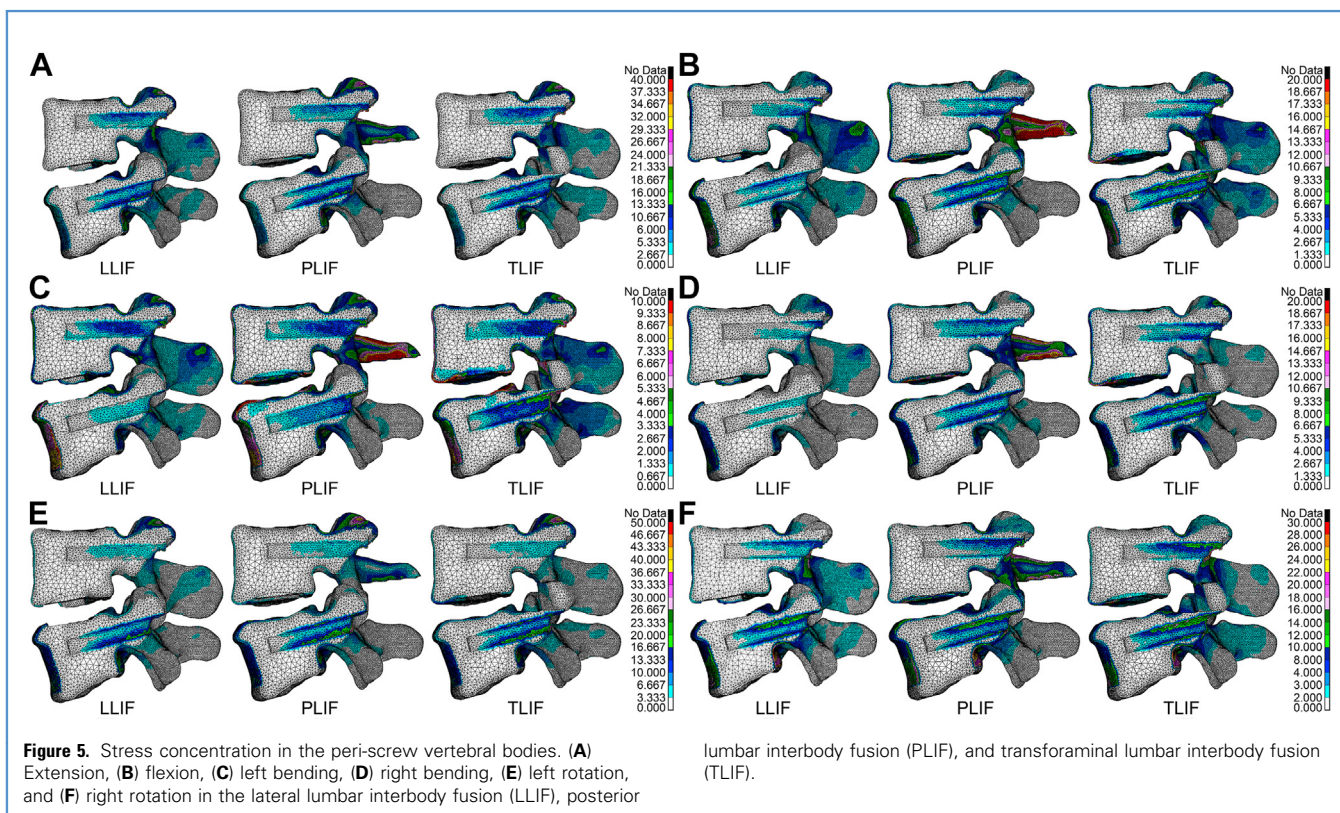 A
No Data
40.000
37.333
34.667
32.000
29.333
26.667
24.000
21.333
18.667
16.000
13.333
10.667
6.000
5.333
2.667
0.000
LLIF
PLIF
TLIF
B
No Data
20.000
18.667
17.333
16.000
14.667
13.333
12.000
10.667
9.333
8.000
6.667
5.333
4.000
2.667
1.333
0.000
LLIF
PLIF
TLIF
C
No Data
10.000
9.333
8.667
8.000
7.333
6.667
6.000
5.333
4.667
4.000
3.333
2.667
2.000
1.333
0.667
0.000
LLIF
PLIF
TLIF
D
No Data
20.000
18.667
17.333
16.000
14.667
13.333
12.000
10.667
9.333
8.000
6.667
5.333
4.000
2.667
1.333
0.000
LLIF
PLIF
TLIF
E
No Data
50.000
46.667
43.333
40.000
36.667
33.333
30.000
26.667
23.333
20.000
16.667
13.333
10.000
6.667
3.333
0.000
LLIF
PLIF
TLIF
F
No Data
30.000
28.000
26.000
24.000
22.000
20.000
18.000
16.000
14.000
12.000
10.000
8.000
6.000
3.000
2.000
0.000
LLIF
PLIF
TLIF
Figure 5. Stress concentration in the peri-screw vertebral bodies. (A)
Extension, (B) flexion, (C) left bending, (D) right bending, (E) left rotation,
and (F) right rotation in the lateral lumbar interbody fusion (LLIF), posterior
lumbar interbody fusion (PLIF), and transforaminal lumbar interbody fusion
(TLIF).